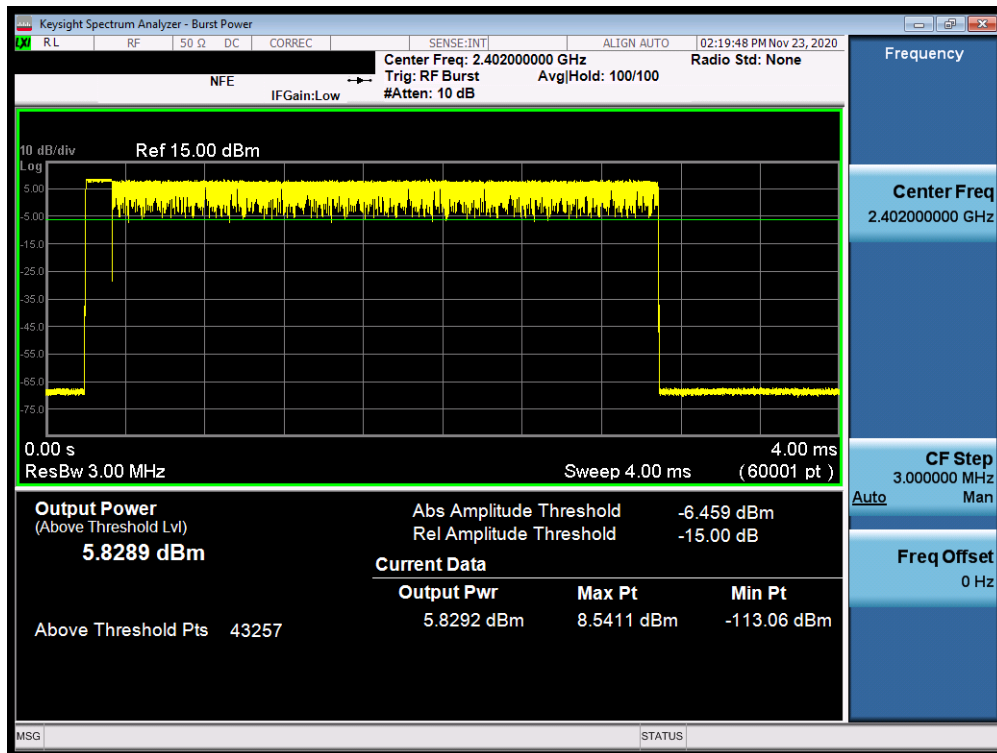 Keysight Spectrum Analyzer - Burst Power
LXI RL RF 50 Ω DC CORREC SENSE:INT ALIGN AUTO 02:19:48 PM Nov 23, 2020
Center Freq: 2.402000000 GHz Radio Std: None
NFE Trig: RF Burst Avg|Hold: 100/100
IFGain:Low #Atten: 10 dB
Frequency
10 dB/div Ref 15.00 dBm
Log
5.00
-5.00
-15.0
-25.0
-35.0
-45.0
-55.0
-65.0
-75.0
0.00 s 4.00 ms
ResBw 3.00 MHz Sweep 4.00 ms (60001 pt )
Center Freq
2.402000000 GHz
CF Step
3.000000 MHz
Auto Man
Freq Offset
0 Hz
Output Power
(Above Threshold Lvl)
5.8289 dBm
Above Threshold Pts 43257
Abs Amplitude Threshold -6.459 dBm
Rel Amplitude Threshold -15.00 dB
Current Data
Output Pwr Max Pt Min Pt
5.8292 dBm 8.5411 dBm -113.06 dBm
MSG STATUS